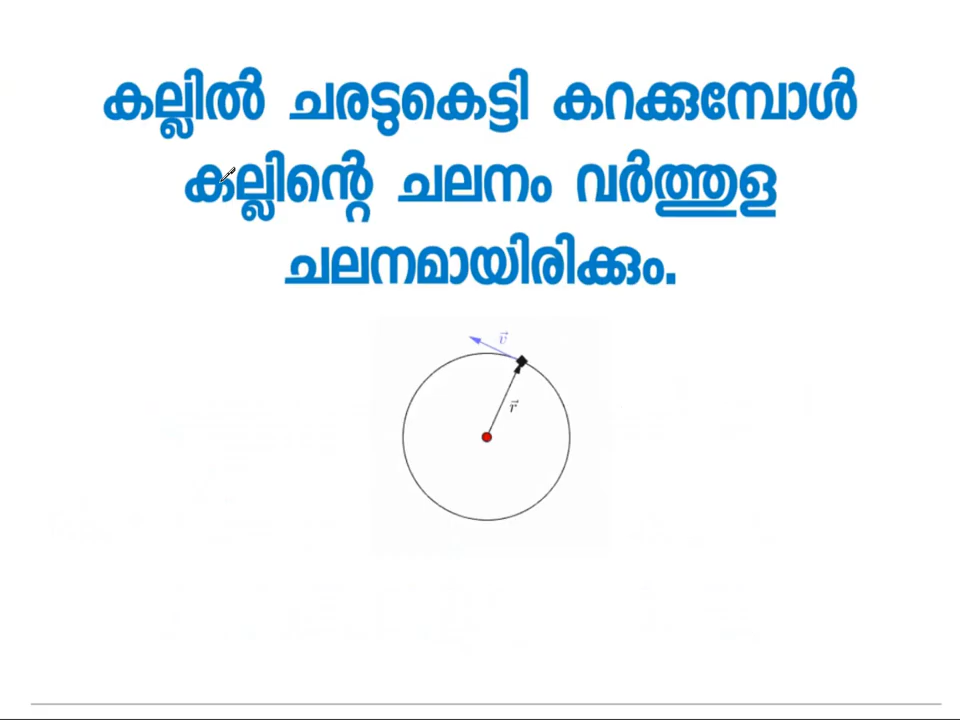 കല്ലിൽ ചരടുകെട്ടി കറക്കുമ്പോൾ
കല്ലിന്റെ ചലനം വർത്തുള
ചലനമായിരിക്കും.
v⃗
r⃗